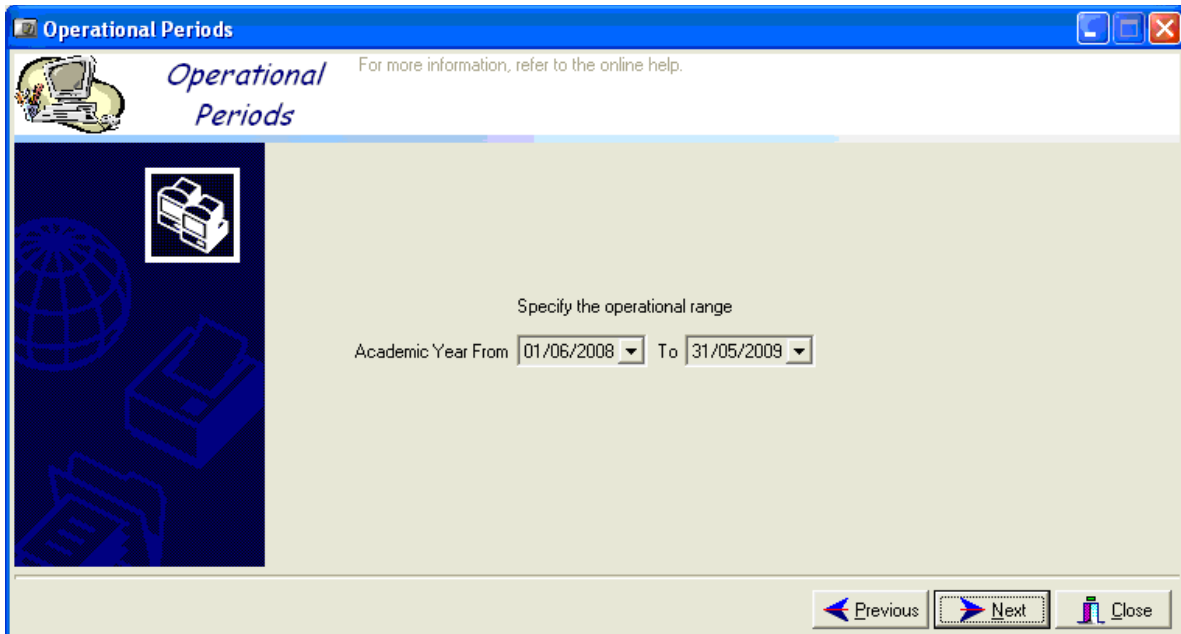 Operational Periods
Operational
Periods
For more information, refer to the online help.
Specify the operational range
Academic Year From 01/06/2008 To 31/05/2009
Previous Next Close